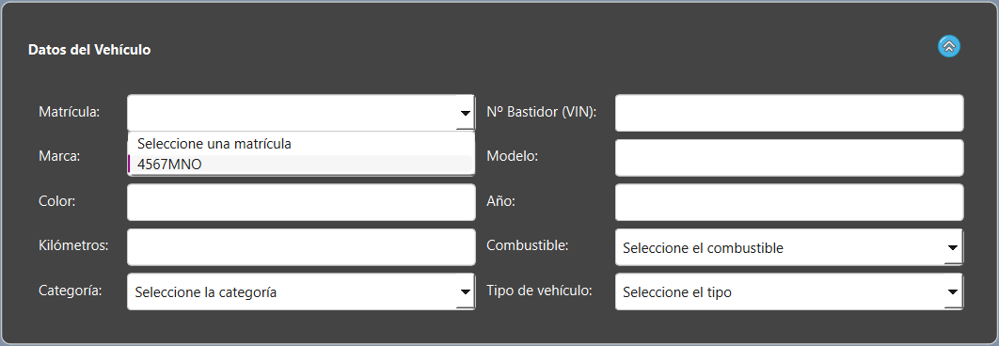 Datos del Vehículo
Matrícula: Nº Bastidor (VIN):
Seleccione una matrícula
Marca: 4567MNO Modelo:
Color: Año:
Kilómetros: Combustible: Seleccione el combustible
Categoría: Seleccione la categoría Tipo de vehículo: Seleccione el tipo